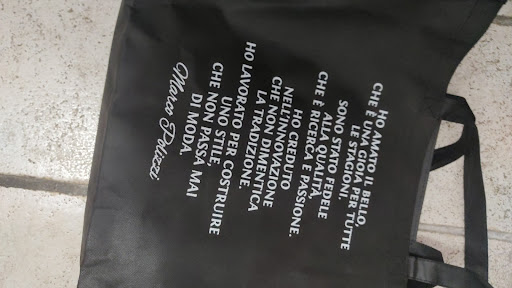 HO AMATO IL BELLO,
CHE È UNA GIOIA PER TUTTE
LE STAGIONI.
SONO STATO FEDELE
ALLA QUALITÀ,
CHE È RICERCA E PASSIONE.
HO CREDUTO
NELL'INNOVAZIONE
CHE NON DIMENTICA
LA TRADIZIONE.
HO LAVORATO PER COSTRUIRE
UNO STILE,
CHE NON PASSA MAI
DI MODA.
Marco Polizzi